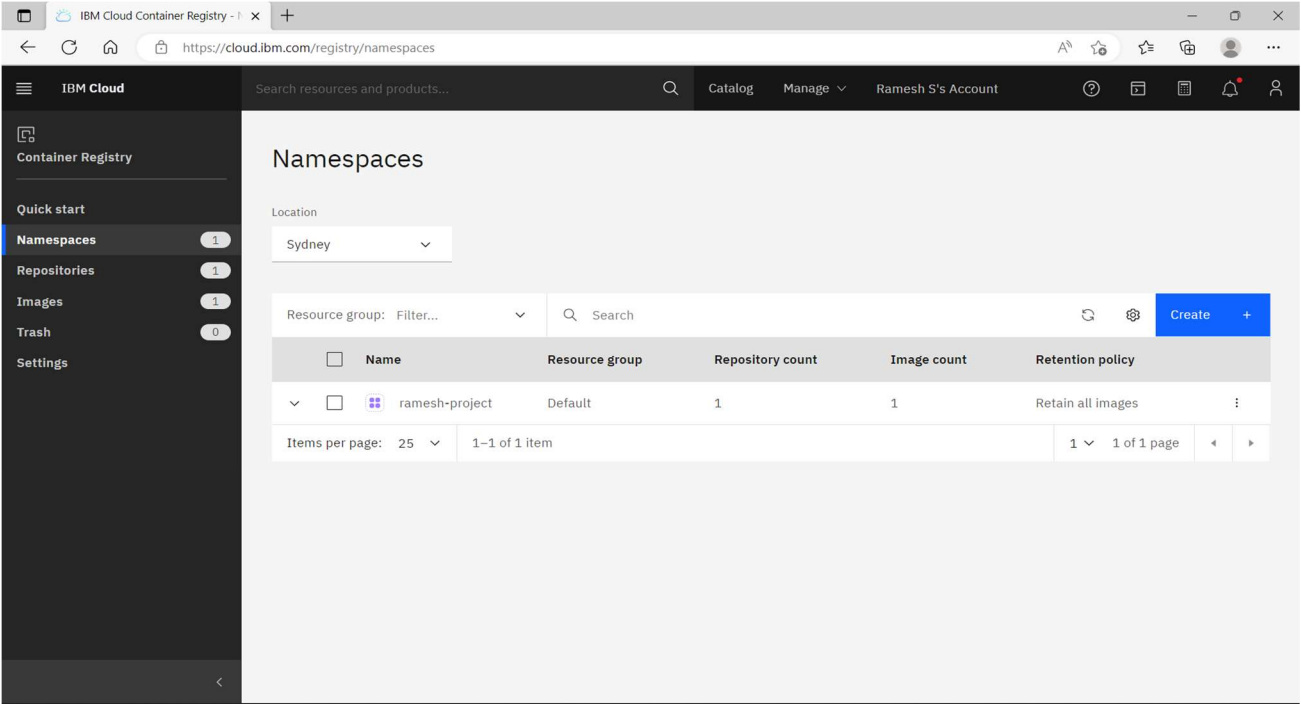 IBM Cloud Container Registry -
https://cloud.ibm.com/registry/namespaces
IBM Cloud
Search resources and products...
Catalog
Manage
Ramesh S's Account
Container Registry
Quick start
Namespaces 1
Repositories 1
Images 1
Trash 0
Settings
Namespaces
Location
Sydney
Resource group: Filter... Search Create +
Name Resource group Repository count Image count Retention policy
ramesh-project Default 1 1 Retain all images
Items per page: 25 1–1 of 1 item 1 1 of 1 page